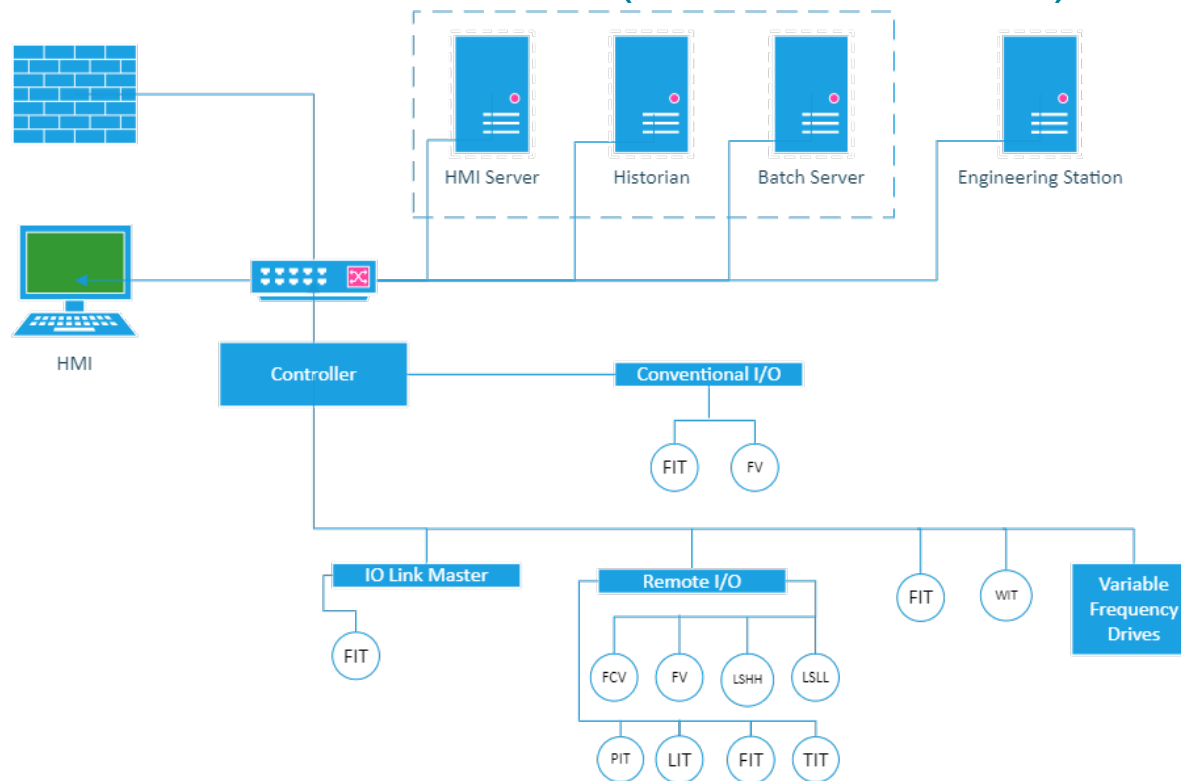 HMI Server
Historian
Batch Server
Engineering Station
HMI
Controller
Conventional I/O
FIT
FV
IO Link Master
Remote I/O
FIT
WIT
Variable
Frequency
Drives
FIT
FCV
FV
LSHH
LSLL
PIT
LIT
FIT
TIT